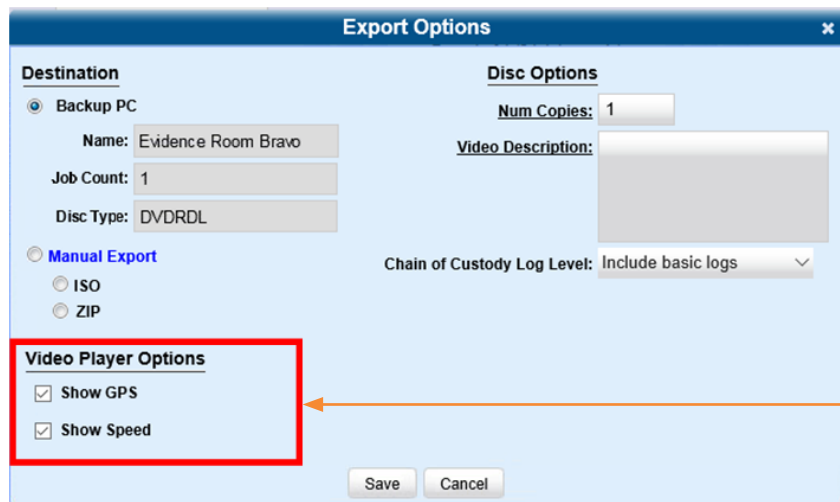 Export Options
Destination
Backup PC
Name: Evidence Room Bravo
Job Count: 1
Disc Type: DVDRDL
Manual Export
ISO
ZIP
Video Player Options
Show GPS
Show Speed
Disc Options
Num Copies: 1
Video Description:
Chain of Custody Log Level: Include basic logs
Save Cancel